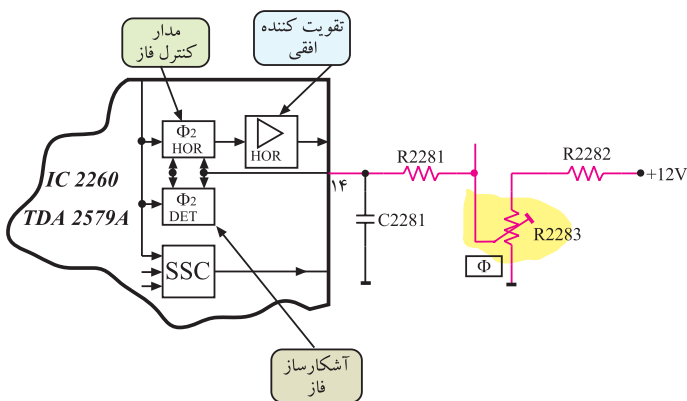 مدار
کنترل فاز
تقویت کننده
افقی
Φ2
HOR
HOR
IC 2260
TDA 2579A
Φ2
DET
SSC
۱۴
R2281
C2281
R2282
+12V
R2283
Φ
آشکارساز
فاز